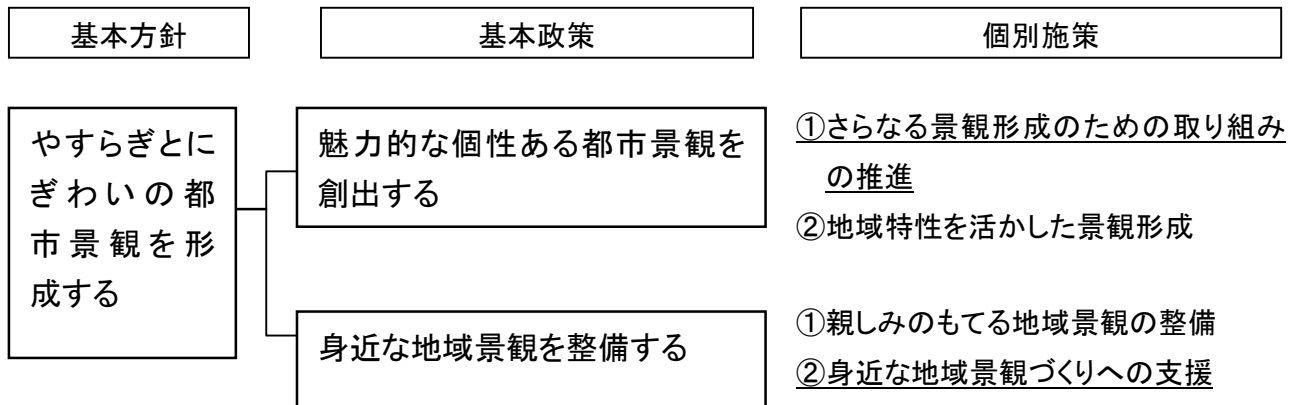 基本方針
基本政策
個別施策
やすらぎとに
ぎわいの都
市景観を形
成する
魅力的な個性ある都市景観を
創出する
①さらなる景観形成のための取り組み
の推進
②地域特性を活かした景観形成
身近な地域景観を整備する
①親しみのもてる地域景観の整備
②身近な地域景観づくりへの支援